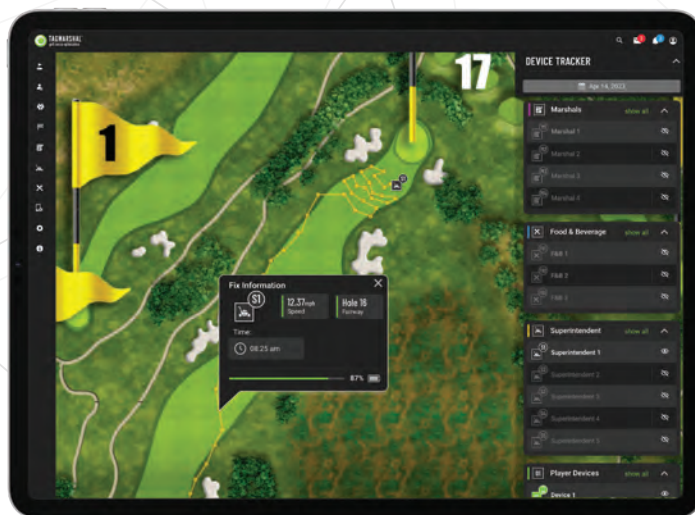 TAGMARSHAL
golf course optimization
17
1
DEVICE TRACKER
Apr 14, 2023
Marshals show all
Marshal 1
Marshal 2
Marshal 3
Marshal 4
Food & Beverage show all
F&B 1
F&B 2
F&B 3
Superintendent show all
Superintendent 1
Superintendent 2
Superintendent 3
Superintendent 4
Superintendent 5
Player Devices show all
Device 1
Fix Information
S1
12.37mph
Speed
Hole 16
Fairway
Time:
08:25 am
87%